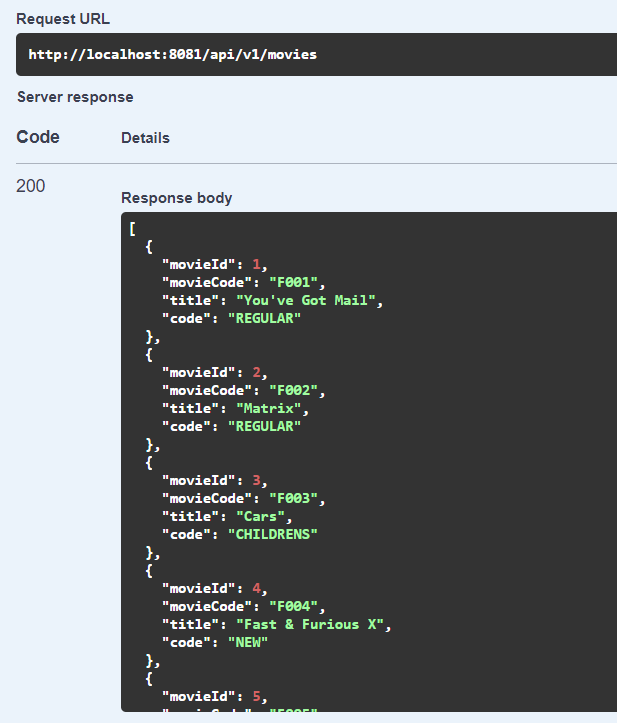 Request URL
http://localhost:8081/api/v1/movies
Server response
Code Details
200
Response body
[
  {
    "movieId": 1,
    "movieCode": "F001",
    "title": "You've Got Mail",
    "code": "REGULAR"
  },
  {
    "movieId": 2,
    "movieCode": "F002",
    "title": "Matrix",
    "code": "REGULAR"
  },
  {
    "movieId": 3,
    "movieCode": "F003",
    "title": "Cars",
    "code": "CHILDRENS"
  },
  {
    "movieId": 4,
    "movieCode": "F004",
    "title": "Fast & Furious X",
    "code": "NEW"
  },
  {
    "movieId": 5,